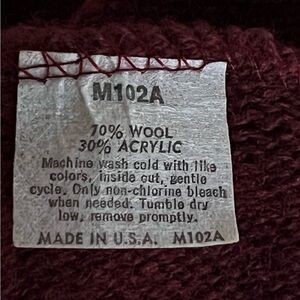 M102A
70% WOOL
30% ACRYLIC
Machine wash cold with like
colors, inside out, gentle
cycle. Only non-chlorine bleach
when needed. Tumble dry
low, remove promptly.
MADE IN U.S.A. M102A